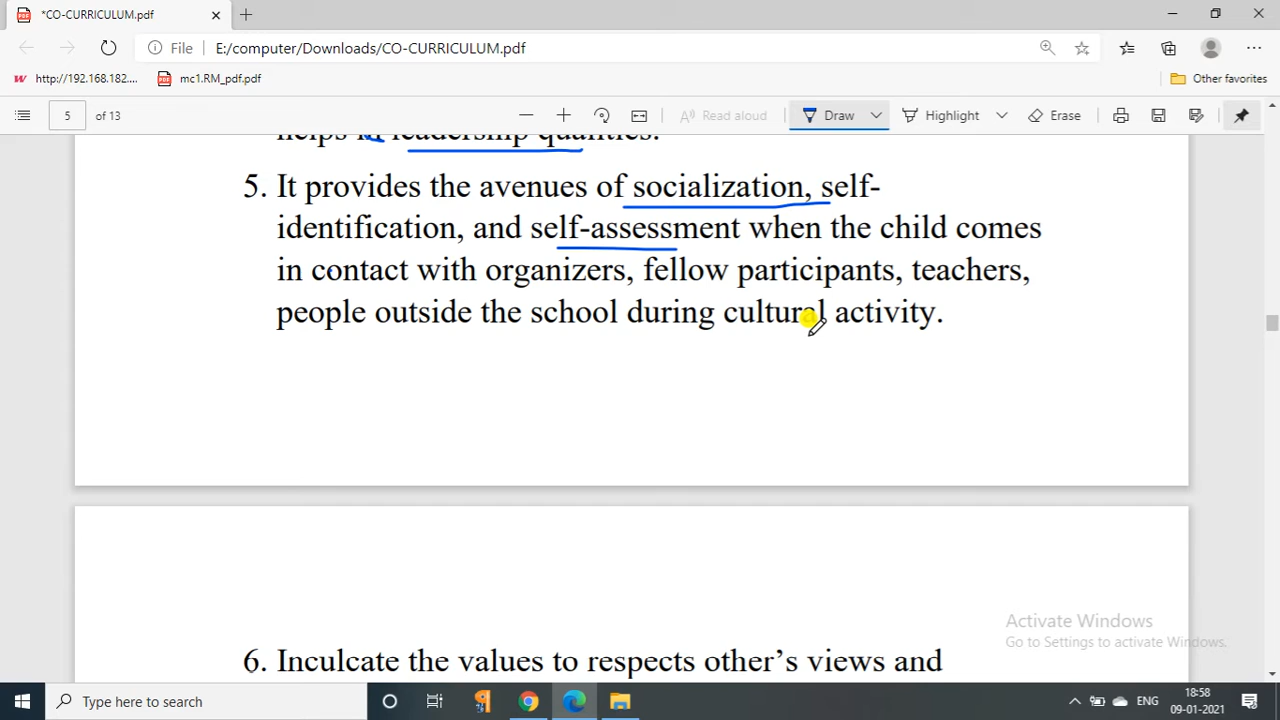 *CO-CURRICULUM.pdf
File E:/computer/Downloads/CO-CURRICULUM.pdf
http://192.168.182.... mc1.RM_pdf.pdf Other favorites
5 of 13 Read aloud Draw Highlight Erase
helps in leadership qualities.
5. It provides the avenues of socialization, self-
identification, and self-assessment when the child comes
in contact with organizers, fellow participants, teachers,
people outside the school during cultural activity.
Activate Windows
Go to Settings to activate Windows.
6. Inculcate the values to respects other’s views and
Type here to search ENG 18:58
09-01-2021